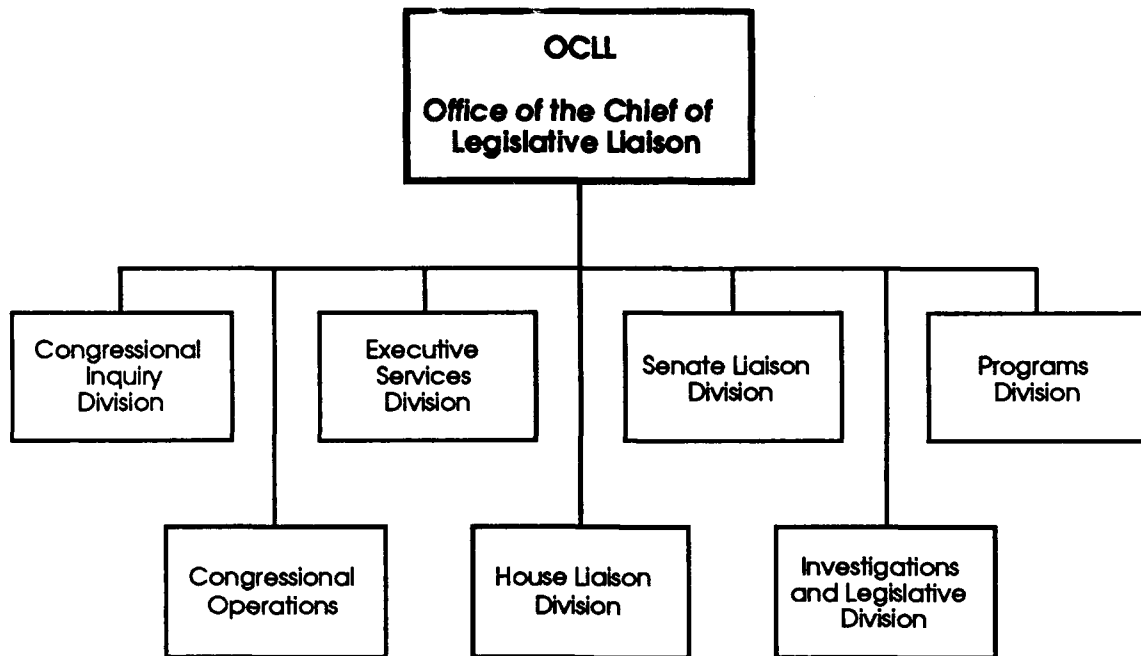 OCLL
Office of the Chief of
Legislative Liaison
Congressional
Inquiry
Division
Executive
Services
Division
Senate Liaison
Division
Programs
Division
Congressional
Operations
House Liaison
Division
Investigations
and Legislative
Division